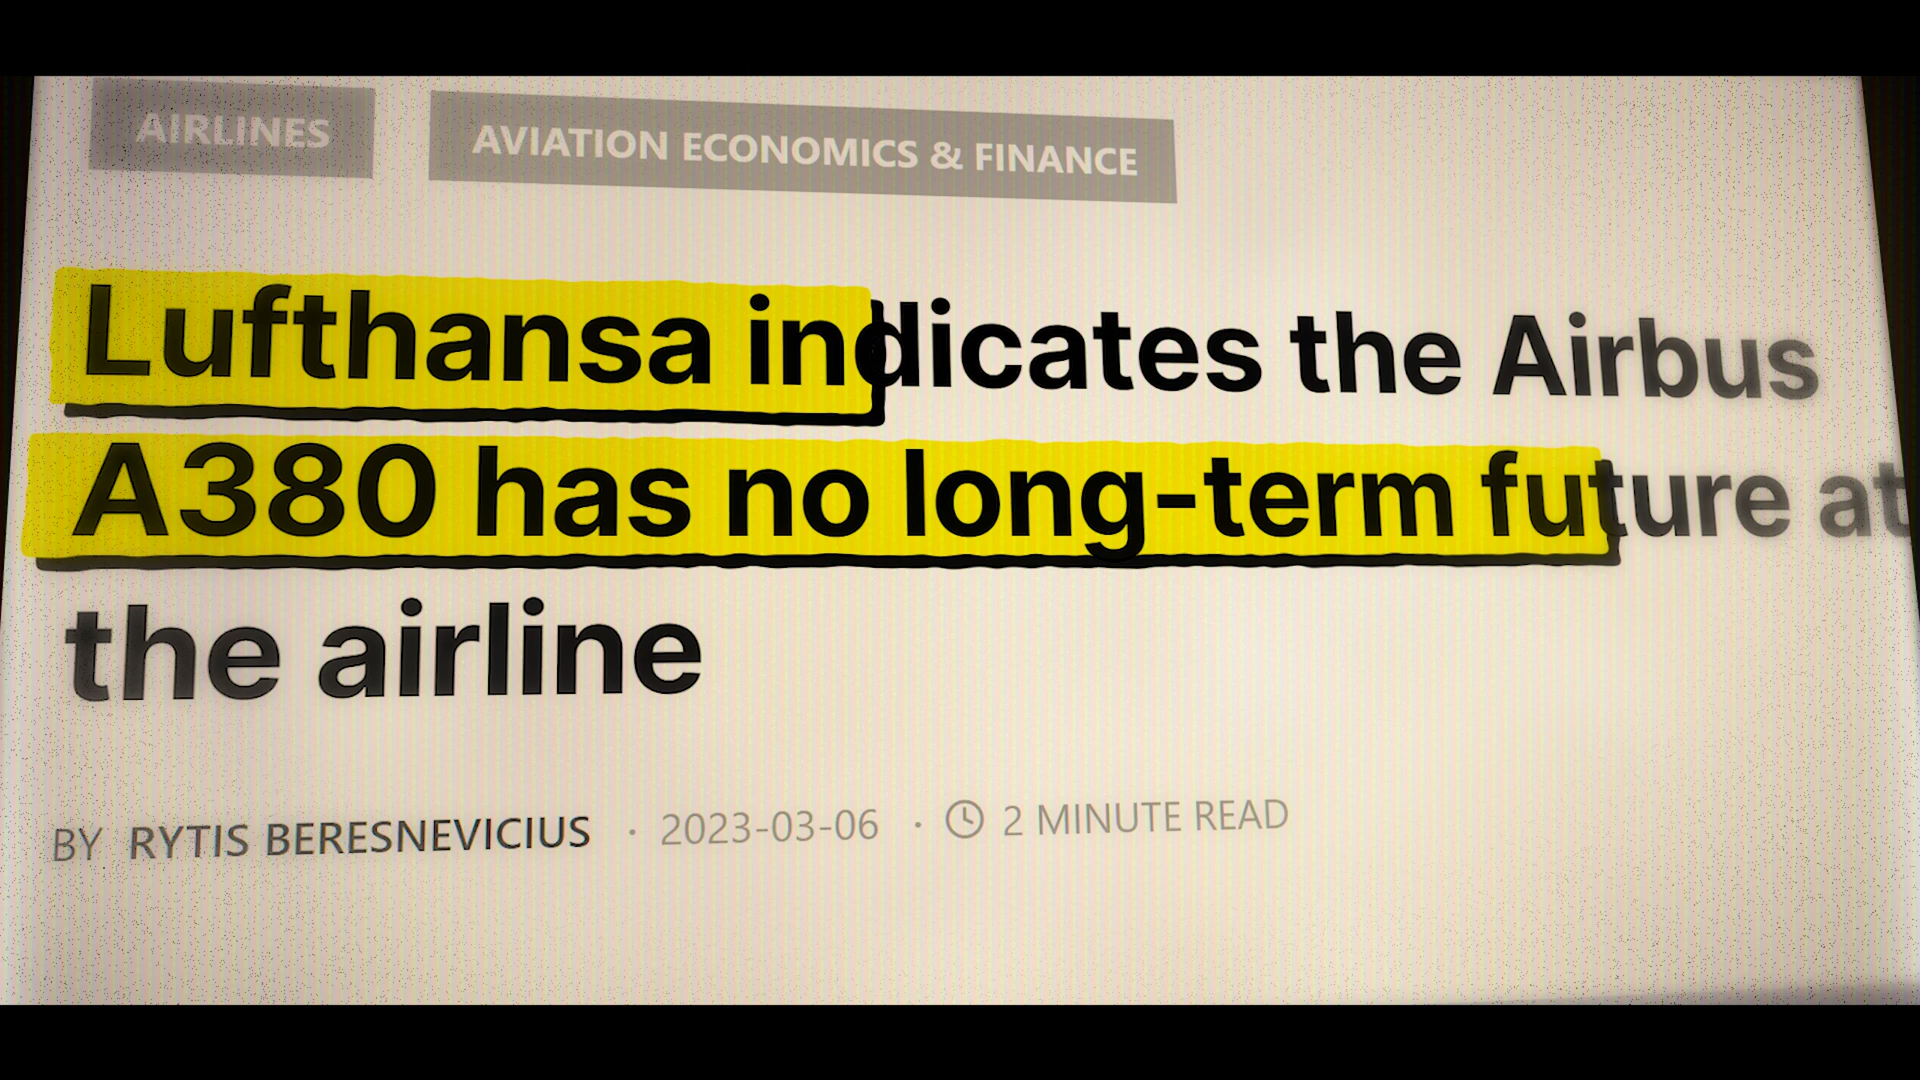 AIRLINES
AVIATION ECONOMICS & FINANCE
Lufthansa indicates the Airbus
A380 has no long-term future at
the airline
BY RYTIS BERESNEVICIUS · 2023-03-06 · 2 MINUTE READ